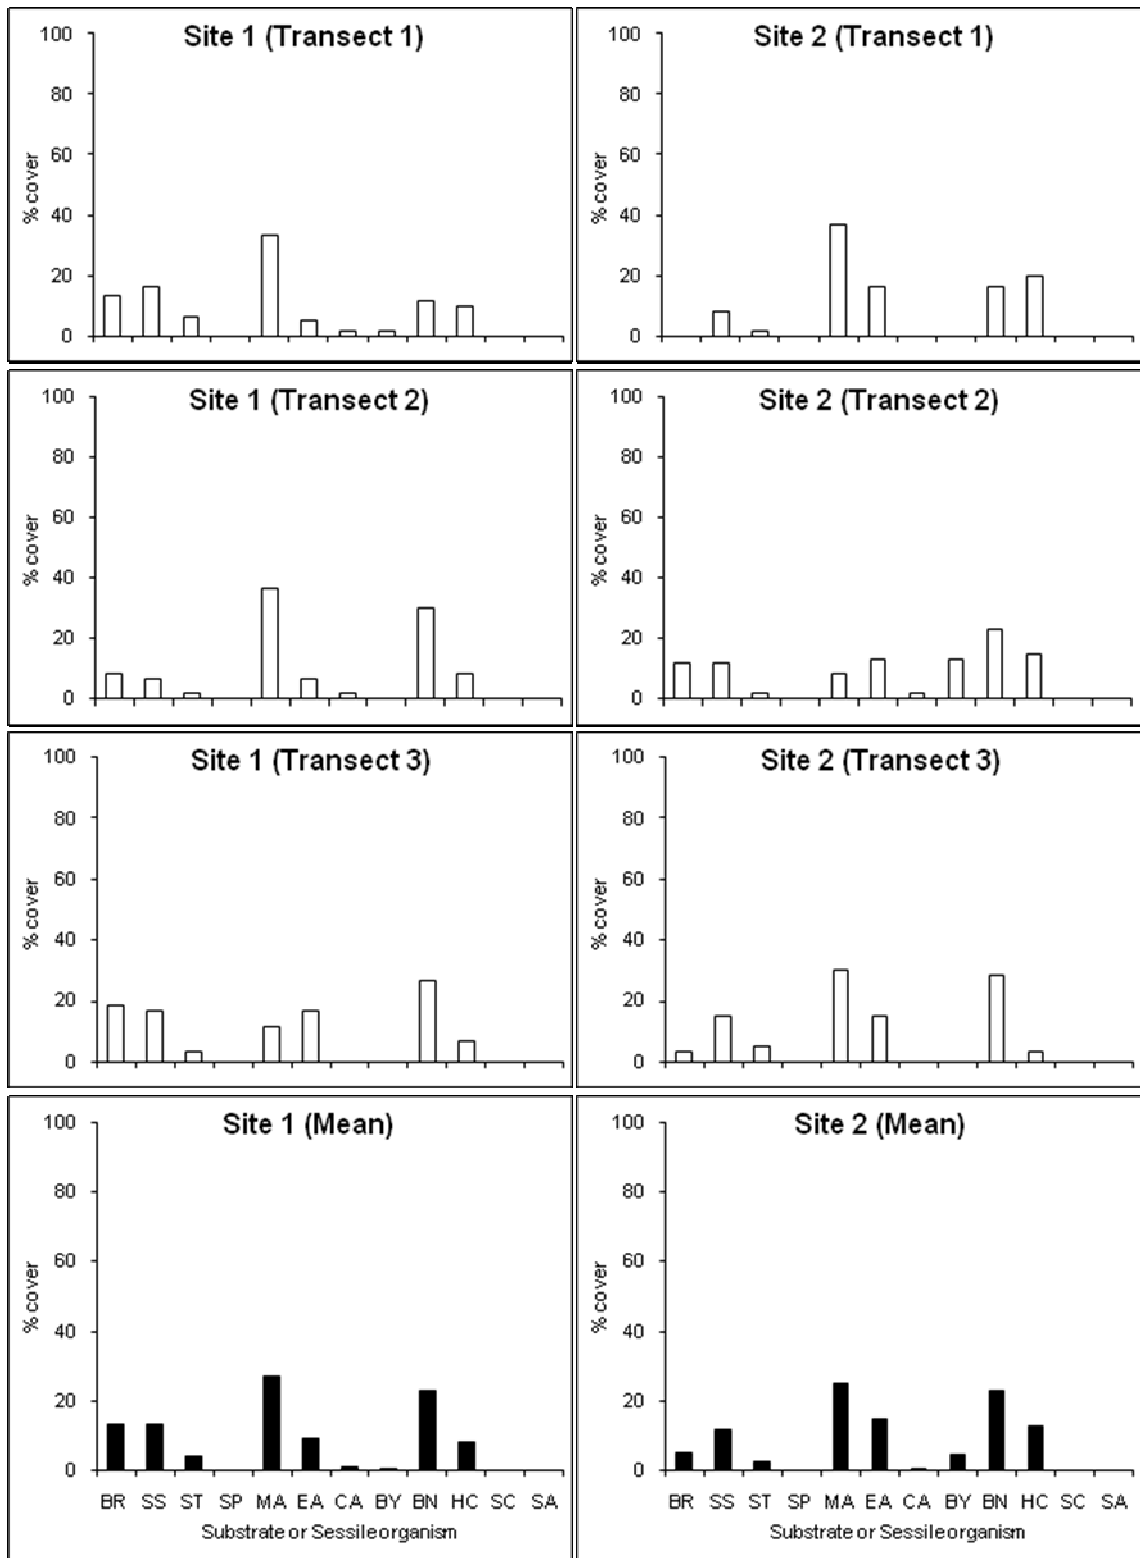 Site 1 (Transect 1)
100
80
60
40
20
0
% cover
Site 2 (Transect 1)
100
80
60
40
20
0
% cover
Site 1 (Transect 2)
100
80
60
40
20
0
% cover
Site 2 (Transect 2)
100
80
60
40
20
0
% cover
Site 1 (Transect 3)
100
80
60
40
20
0
% cover
Site 2 (Transect 3)
100
80
60
40
20
0
% cover
Site 1 (Mean)
100
80
60
40
20
0
% cover
BR SS ST SP MA EA CA BY BN HC SC SA
Substrate or Sessile organism
Site 2 (Mean)
100
80
60
40
20
0
% cover
BR SS ST SP MA EA CA BY BN HC SC SA
Substrate or Sessile organism